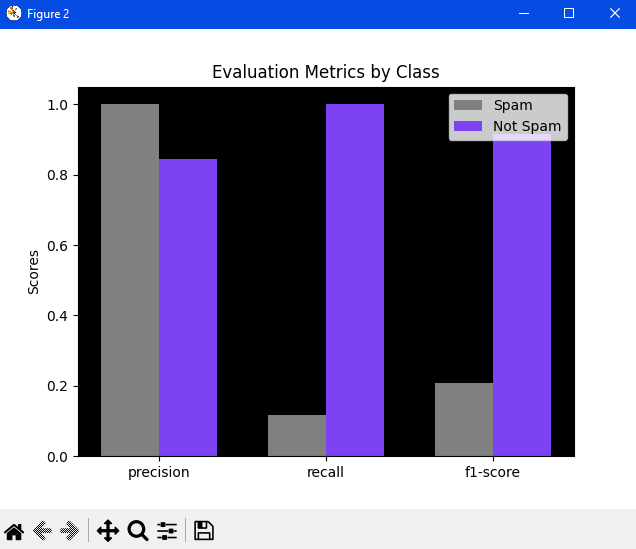 Figure 2
Evaluation Metrics by Class
Spam
Not Spam
1.0
0.8
0.6
0.4
0.2
0.0
Scores
precision recall f1-score